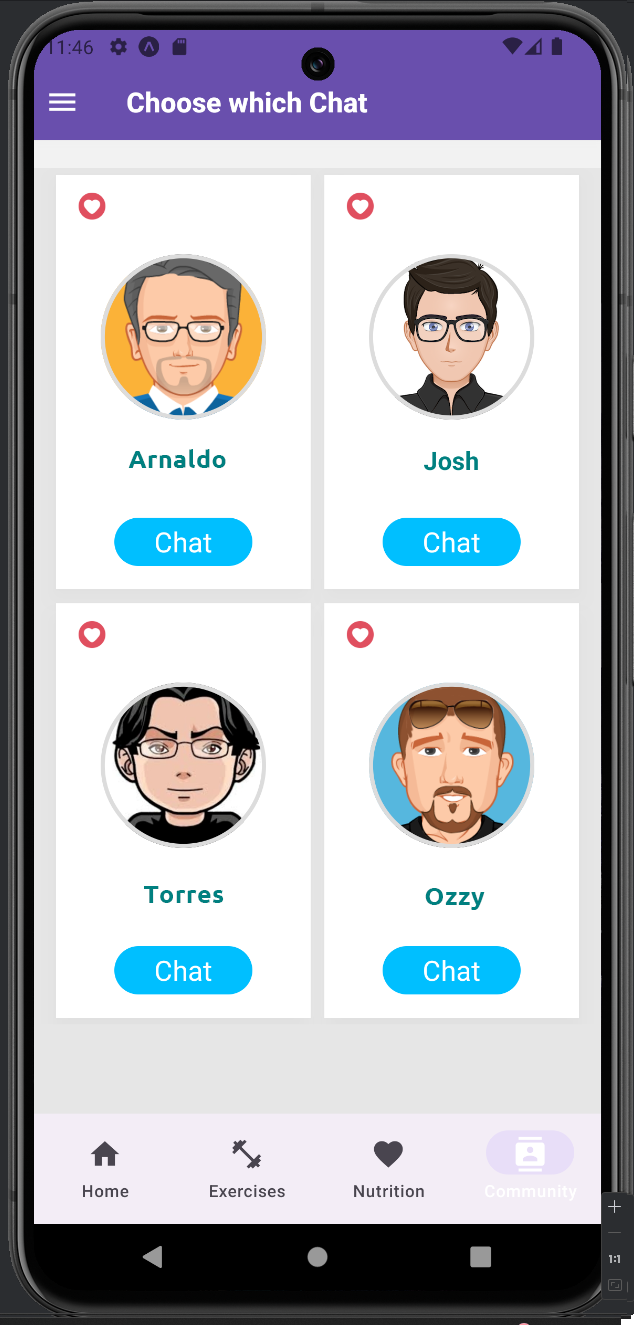 11:46
Choose which Chat
Arnaldo
Josh
Chat
Chat
Torres
Ozzy
Chat
Chat
Home
Exercises
Nutrition
Community
1:1